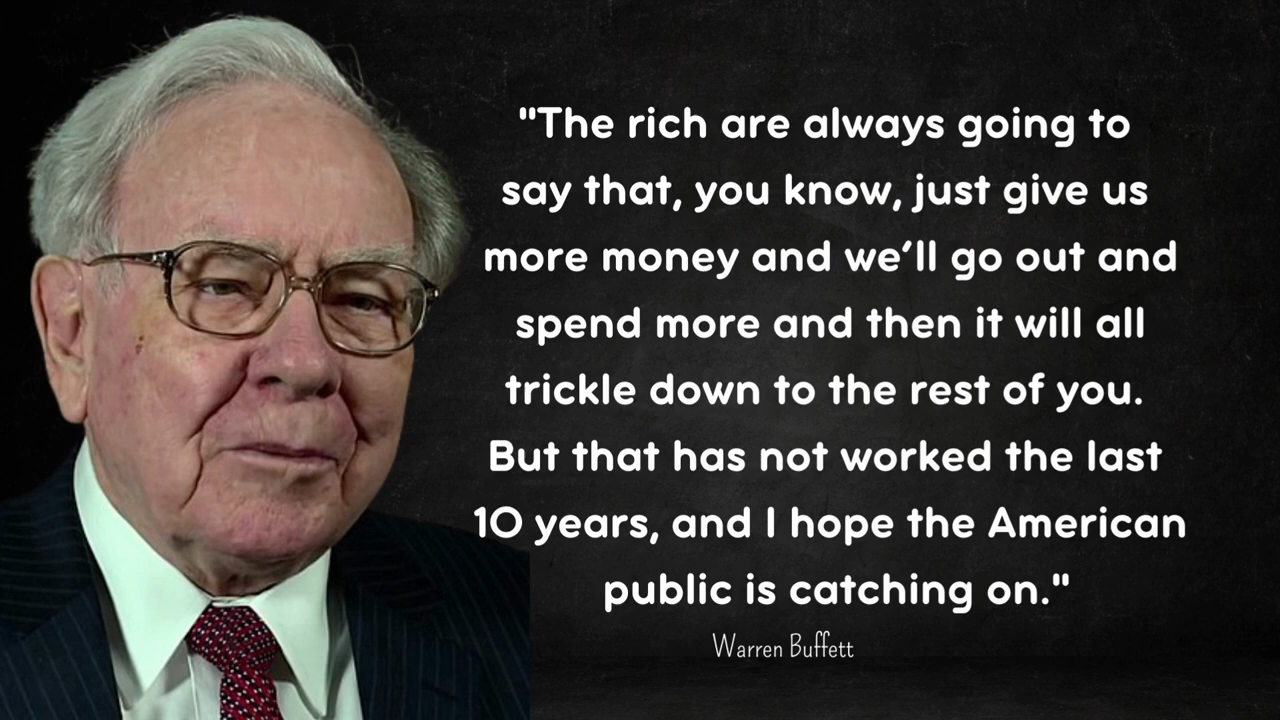 "The rich are always going to
say that, you know, just give us
more money and we’ll go out and
spend more and then it will all
trickle down to the rest of you.
But that has not worked the last
10 years, and I hope the American
public is catching on."
Warren Buffett